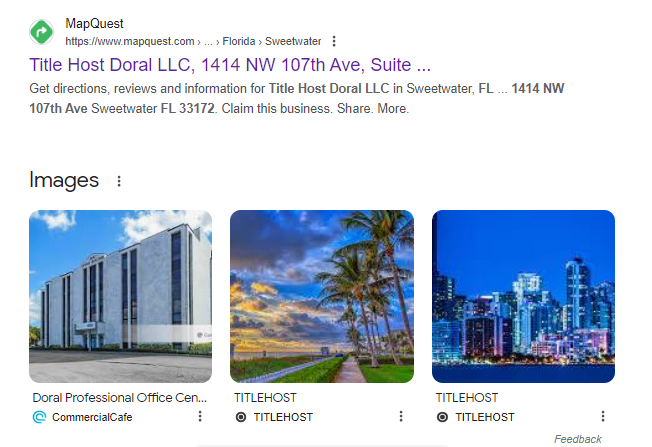 MapQuest
https://www.mapquest.com › ... › Florida › Sweetwater
Title Host Doral LLC, 1414 NW 107th Ave, Suite ...
Get directions, reviews and information for Title Host Doral LLC in Sweetwater, FL ... 1414 NW
107th Ave Sweetwater FL 33172. Claim this business. Share. More.
Images
Doral Professional Office Cen...
CommercialCafe
TITLEHOST
TITLEHOST
TITLEHOST
TITLEHOST
Feedback